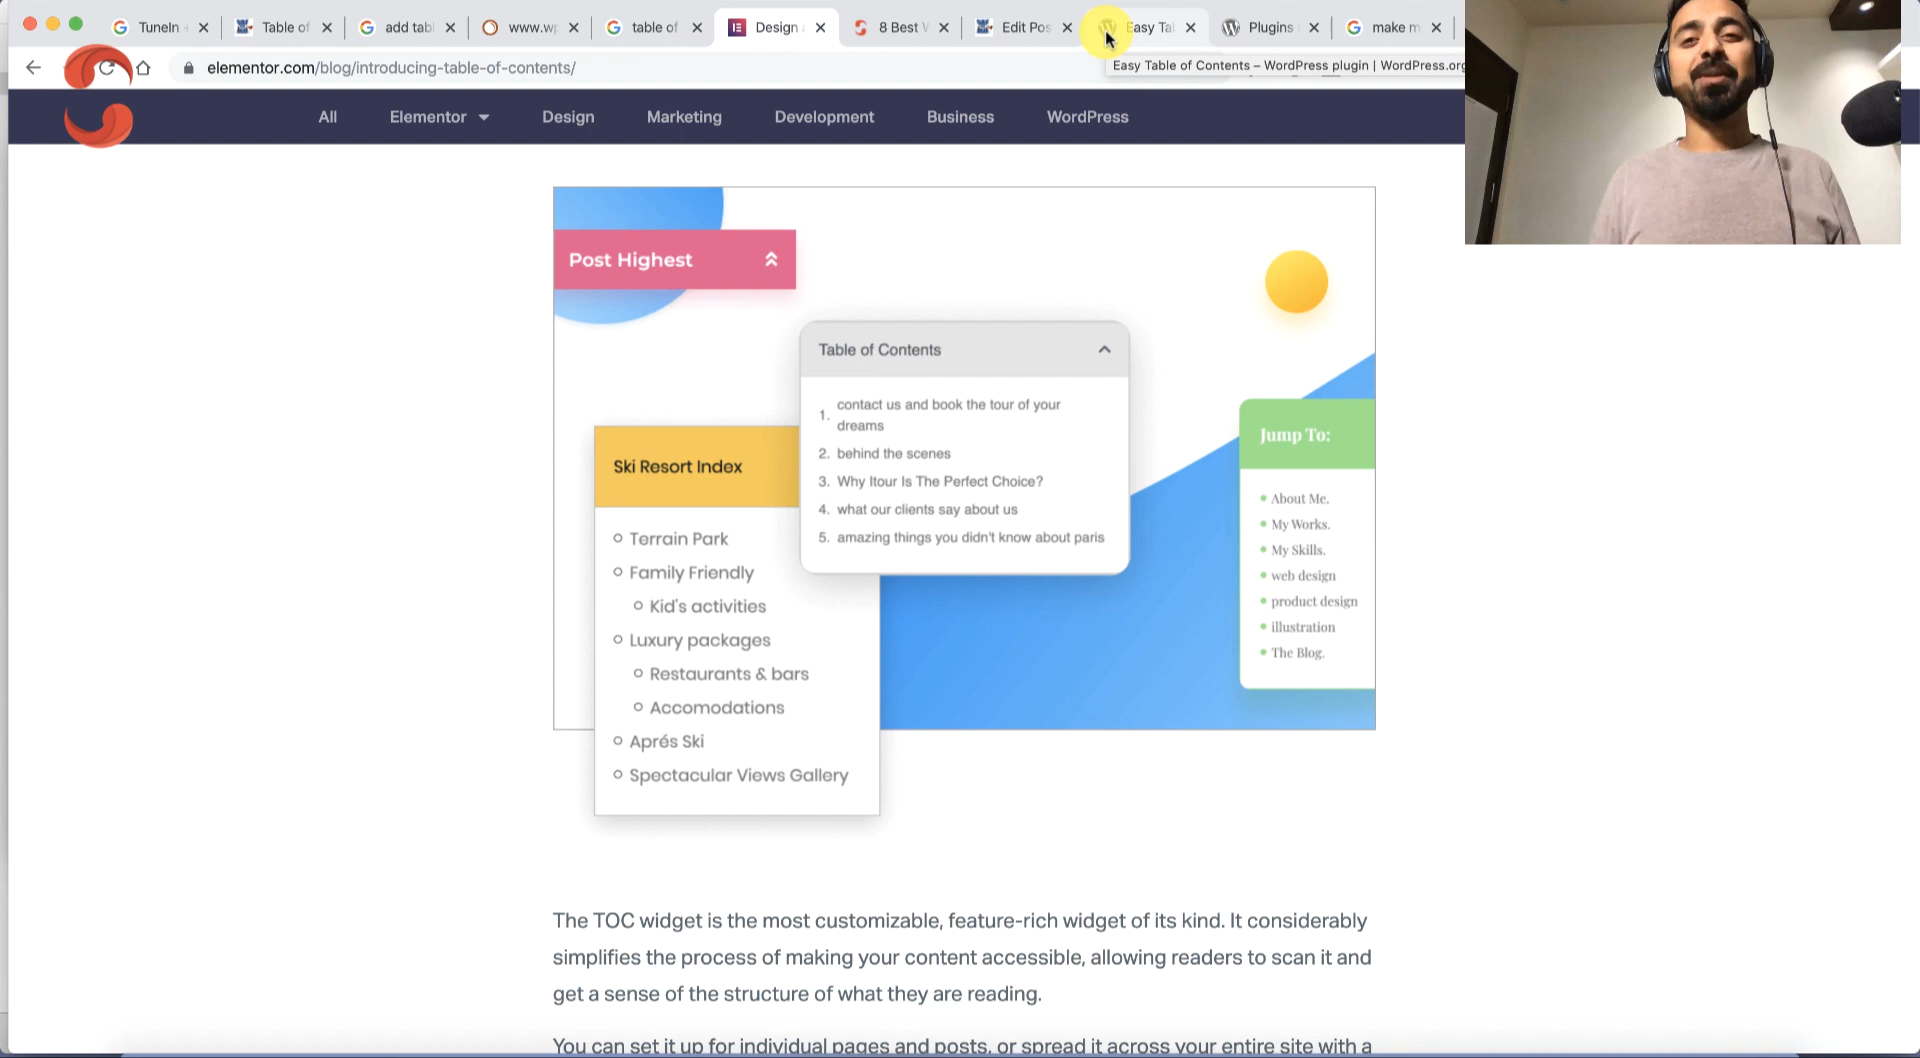 TuneIn
Table of
add tabl
www.wp
table of
Design
8 Best
Edit Pos
Easy Tal
Plugins
make m
elementor.com/blog/introducing-table-of-contents/
Easy Table of Contents – WordPress plugin | WordPress.org
All
Elementor
Design
Marketing
Development
Business
WordPress
Post Highest
Table of Contents
1. contact us and book the tour of your
dreams
2. behind the scenes
3. Why Itour Is The Perfect Choice?
4. what our clients say about us
5. amazing things you didn't know about paris
Ski Resort Index
Terrain Park
Family Friendly
Kid's activities
Luxury packages
Restaurants & bars
Accomodations
Aprés Ski
Spectacular Views Gallery
Jump To:
About Me.
My Works.
My Skills.
web design
product design
illustration
The Blog.
The TOC widget is the most customizable, feature-rich widget of its kind. It considerably
simplifies the process of making your content accessible, allowing readers to scan it and
get a sense of the structure of what they are reading.
You can set it up for individual pages and posts, or spread it across your entire site with a